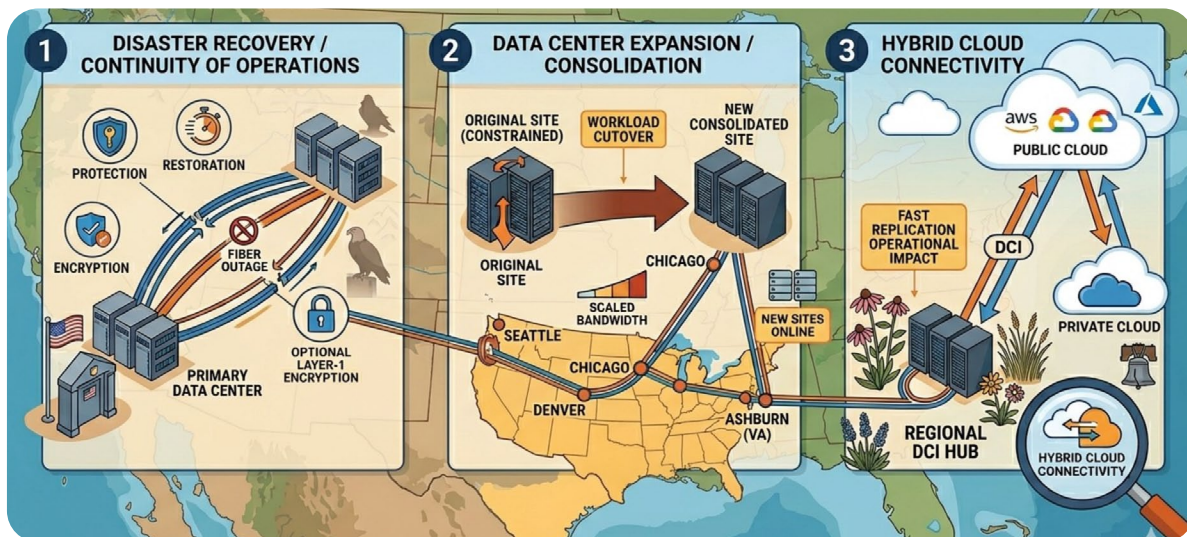 1
DISASTER RECOVERY /
CONTINUITY OF OPERATIONS
PROTECTION
RESTORATION
ENCRYPTION
FIBER
OUTAGE
PRIMARY
DATA CENTER
OPTIONAL
LAYER-1
ENCRYPTION
2
DATA CENTER EXPANSION /
CONSOLIDATION
ORIGINAL SITE
(CONSTRAINED)
WORKLOAD
CUTOVER
NEW
CONSOLIDATED
SITE
ORIGINAL
SITE
SCALED
BANDWIDTH
CHICAGO
NEW SITES
ONLINE
SEATTLE
CHICAGO
DENVER
ASHBURN
(VA)
3
HYBRID CLOUD
CONNECTIVITY
aws
PUBLIC CLOUD
FAST
REPLICATION
OPERATIONAL
IMPACT
DCI
PRIVATE CLOUD
REGIONAL
DCI HUB
HYBRID CLOUD
CONNECTIVITY